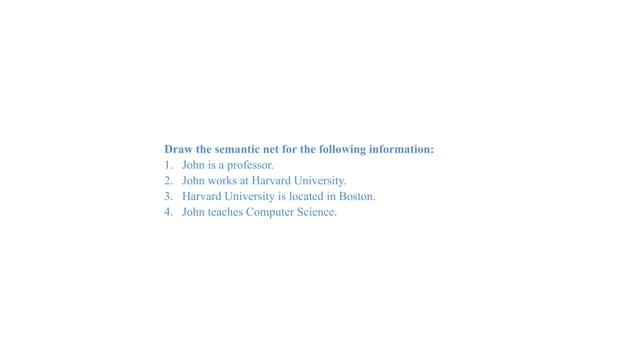 Draw the semantic net for the following information:
1. John is a professor.
2. John works at Harvard University.
3. Harvard University is located in Boston.
4. John teaches Computer Science.